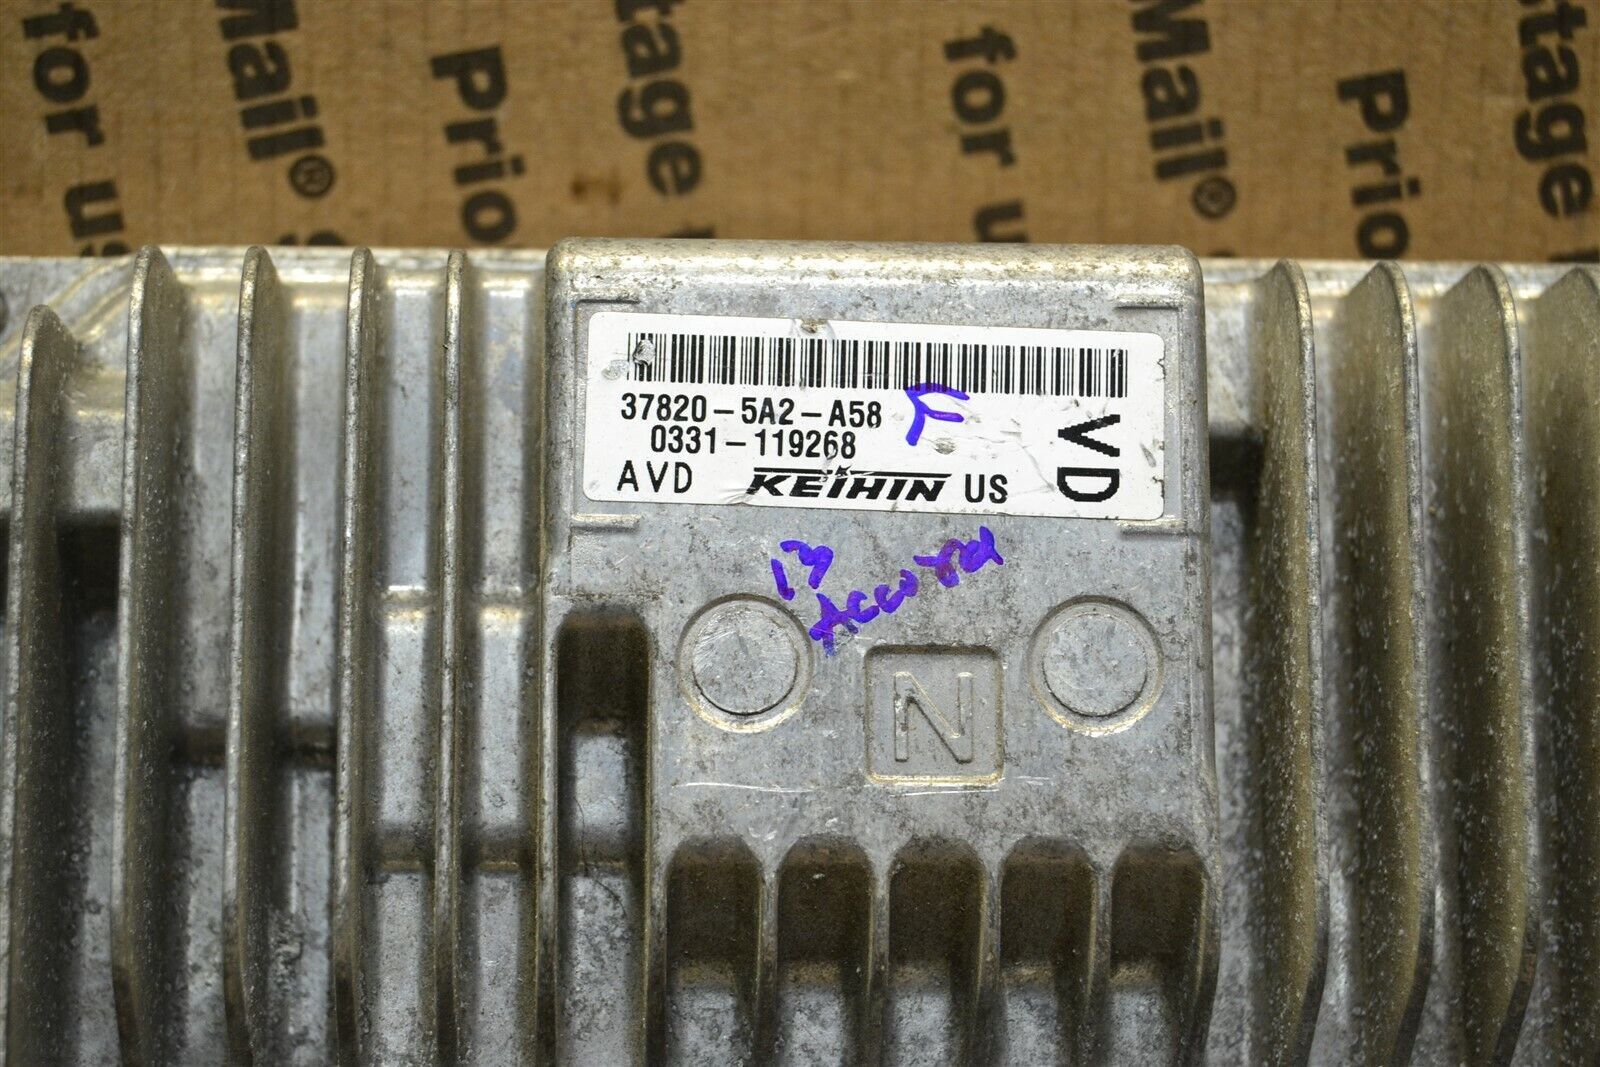 for us
Mail®
Prio
tage
for u
Mail®
Prio
tage
37820-5A2-A58 F
0331-119268
AVD KEIHIN US
VD
13
Accord
N